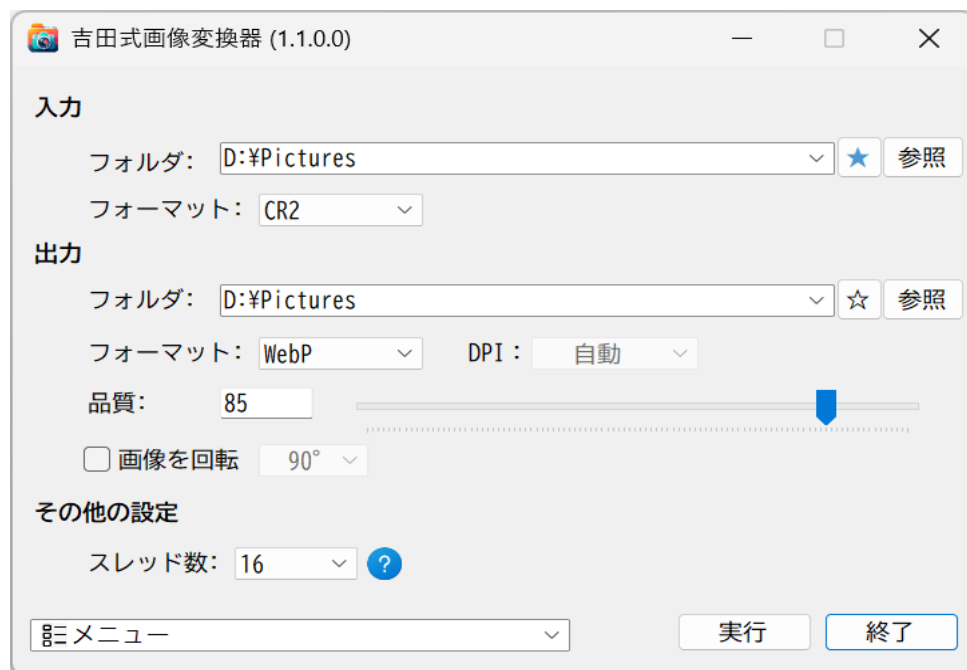 吉田式画像変換器 (1.1.0.0)
入力
フォルダ: D:¥Pictures 参照
フォーマット: CR2
出力
フォルダ: D:¥Pictures 参照
フォーマット: WebP DPI: 自動
品質: 85
画像を回転 90°
その他の設定
スレッド数: 16 ?
メニュー 実行 終了